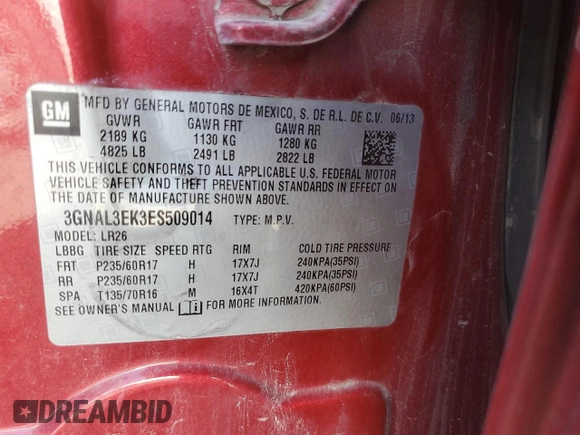 GM
MFD BY GENERAL MOTORS DE MEXICO, S. DE R.L. DE C.V. 06/13
GVWR GAWR FRT GAWR RR
2189 KG 1130 KG 1280 KG
4825 LB 2491 LB 2822 LB
THIS VEHICLE CONFORMS TO ALL APPLICABLE U.S. FEDERAL MOTOR
VEHICLE SAFETY AND THEFT PREVENTION STANDARDS IN EFFECT ON
THE DATE OF MANUFACTURE SHOWN ABOVE.
3GNAL3EK3ES509014 TYPE: M.P.V.
MODEL: LR26
LBBG TIRE SIZE SPEED RTG RIM COLD TIRE PRESSURE
FRT P235/60R17 H 17X7J 240KPA(35PSI)
RR P235/60R17 H 17X7J 240KPA(35PSI)
SPA T135/70R16 M 16X4T 420KPA(60PSI)
SEE OWNER'S MANUAL FOR MORE INFORMATION.
DREAMBID